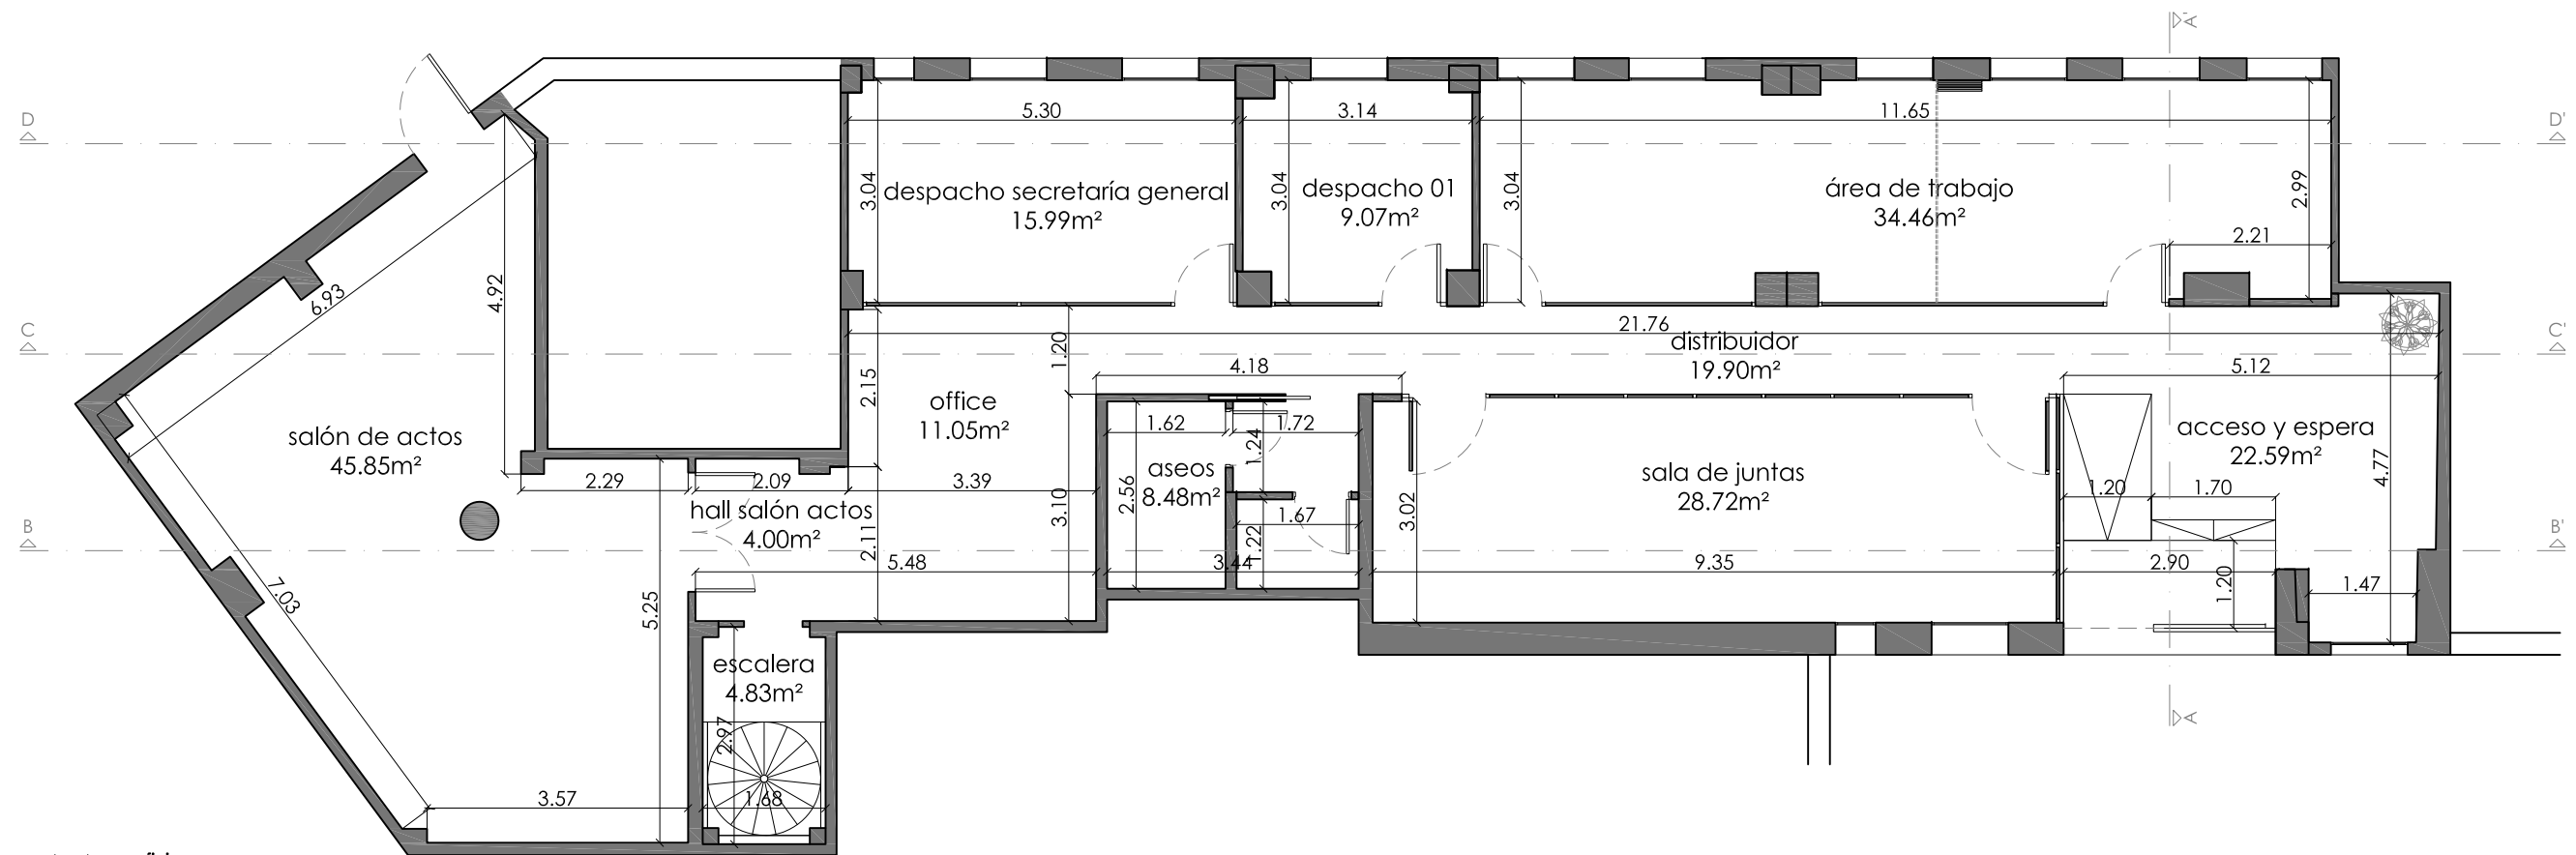 A'
D
D'
5.30
3.14
11.65
3.04
despacho secretaría general
15.99m²
3.04
despacho 01
9.07m²
3.04
área de trabajo
34.46m²
2.99
2.21
6.93
4.92
C
C'
21.76
distribuidor
19.90m²
1.20
4.18
5.12
2.15
office
11.05m²
salón de actos
45.85m²
1.62
1.72
1.24
acceso y espera
22.59m²
4.77
aseos
8.48m²
2.56
sala de juntas
28.72m²
2.29
2.09
3.39
1.20
1.70
hall salón actos
4.00m²
3.10
3.02
1.67
B
B'
2.11
1.22
5.48
3.44
9.35
2.90
1.20
1.47
7.03
5.25
escalera
4.83m²
2.97
A
3.57
1.68